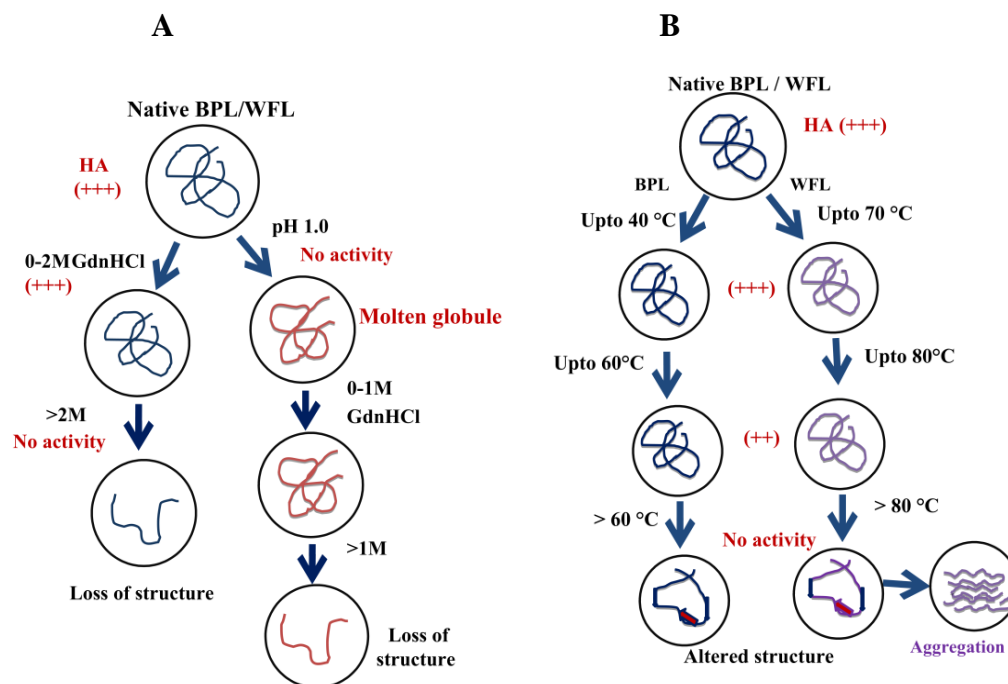 A
Native BPL/WFL
HA
(+++)
pH 1.0
No activity
0-2MGdnHCl
(+++)
Molten globule
0-1M
GdnHCl
>2M
No activity
>1M
Loss of structure
Loss of
structure
B
Native BPL / WFL
HA (+++)
BPL
WFL
Upto 40 °C
Upto 70 °C
(+++)
Upto 60°C
Upto 80°C
(++)
> 60 °C
> 80 °C
No activity
Altered structure
Aggregation